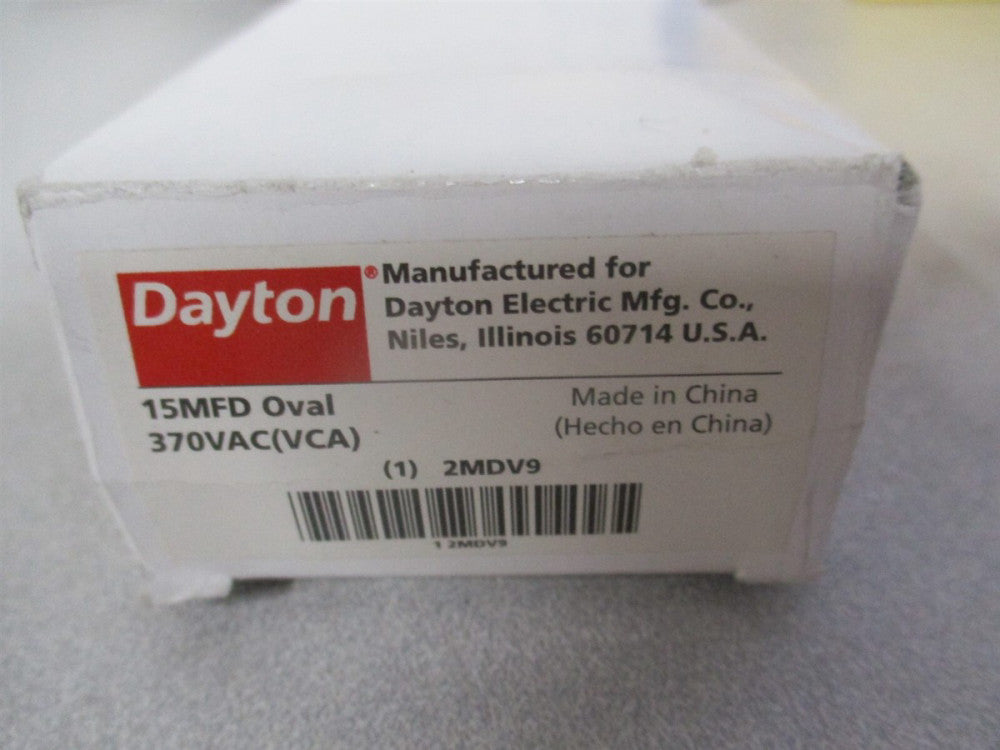 Dayton®
Manufactured for
Dayton Electric Mfg. Co.,
Niles, Illinois 60714 U.S.A.
15MFD Oval
370VAC(VCA)
Made in China
(Hecho en China)
(1) 2MDV9
1 2MDV9